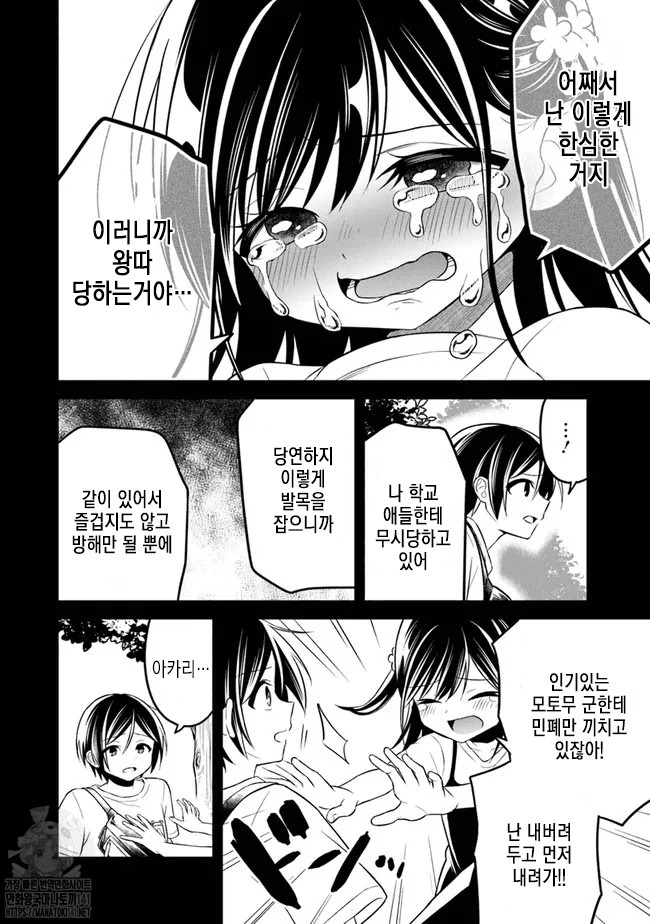 어째서
난 이렇게
한심한
거지
이러니까
왕따
당하는거야…
…!
나 학교
애들한테
무시당하고
있어
당연하지
이렇게
발목을
잡으니까
같이 있어서
즐겁지도 않고
방해만 될 뿐에
인기있는
모토무 군한테
민폐만 끼치고
있잖아!
난 내버려
두고 먼저
내려가!!
아카리…
가장 빠른 번역만화사이트
만화왕국마나토끼141
HTTPS://MANATOKI141.NET